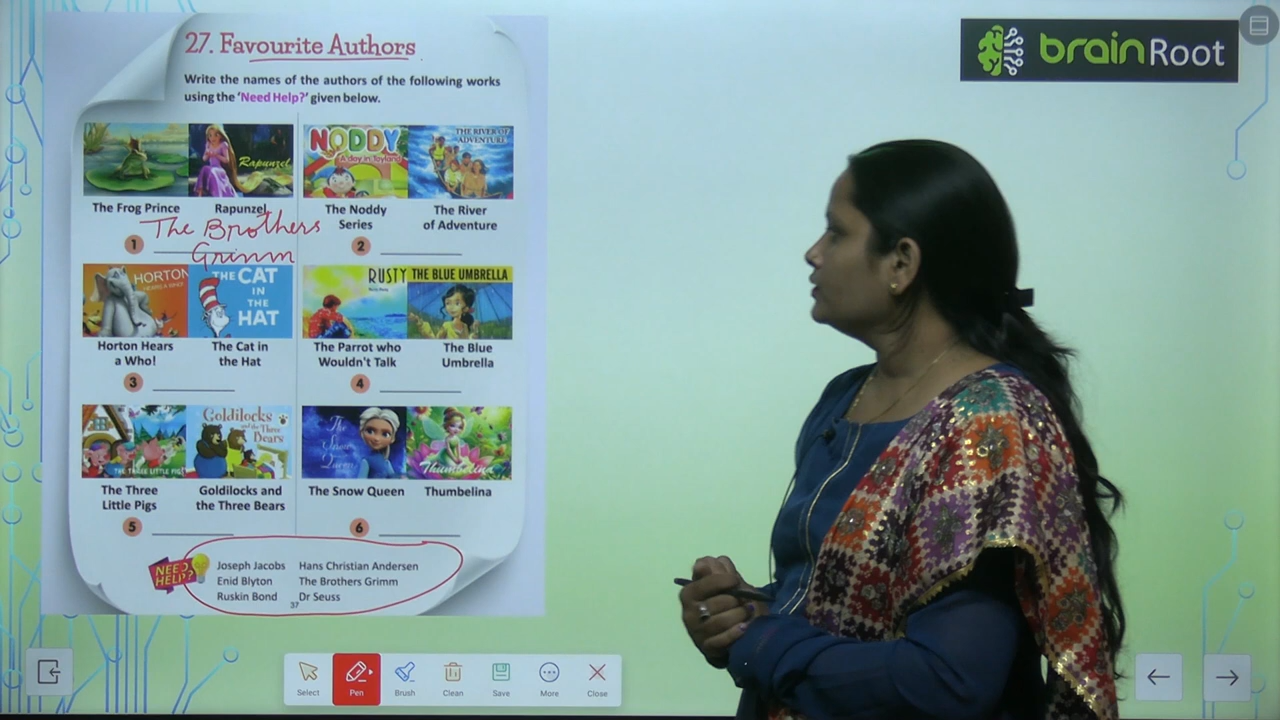 brainRoot
27. Favourite Authors
Write the names of the authors of the following works
using the 'Need Help?' given below.
Rapunzel
NODDY
A day in Toyland
THE RIVER OF
ADVENTURE
The Frog Prince
Rapunzel
The Noddy
Series
The River
of Adventure
The Brothers
Grimm
1
2
HORTON
THE CAT
IN
THE
HAT
RUSTY
THE BLUE UMBRELLA
Horton Hears
a Who!
The Cat in
the Hat
The Parrot who
Wouldn't Talk
The Blue
Umbrella
3
4
THE THREE LITTLE PIGS
Goldilocks
and the Three
Bears
The
Snow
Queen
Thumbelina
The Three
Little Pigs
Goldilocks and
the Three Bears
The Snow Queen
Thumbelina
5
6
NEED
HELP?
Joseph Jacobs
Hans Christian Andersen
Enid Blyton
The Brothers Grimm
Ruskin Bond
Dr Seuss
37
Select
Pen
Brush
Clean
Save
More
Close